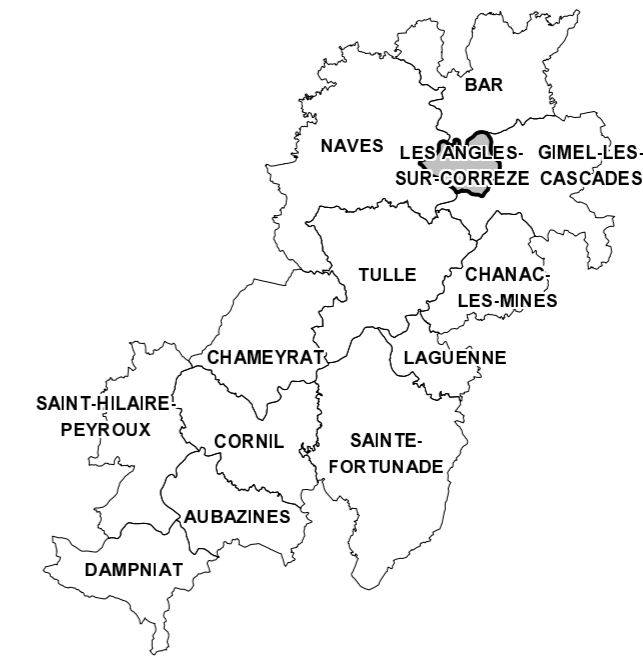 BAR
NAVES
LES ANGLES-
SUR-CORRÈZE
GIMEL-LES-
CASCADES
TULLE
CHANAC-
LES-MINES
CHAMEYRAT
LAGUENNE
SAINT-HILAIRE-
PEYROUX
CORNIL
SAINTE-
FORTUNADE
AUBAZINES
DAMPNIAT